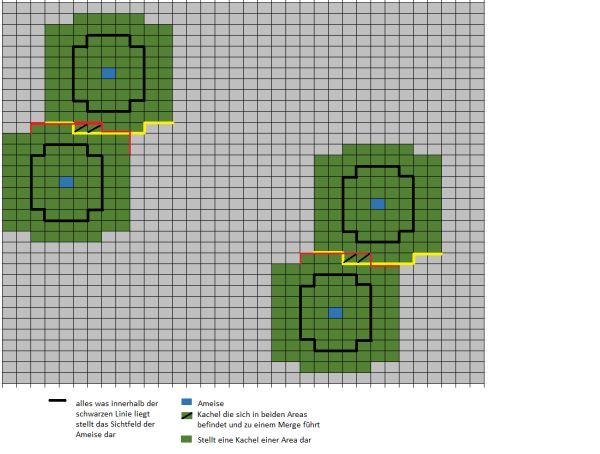 alles was innerhalb der
schwarzen Linie liegt
stellt das Sichtfeld der
Ameise dar
Ameise
Kachel die sich in beiden Areas
befindet und zu einem Merge führt
Stellt eine Kachel einer Area dar